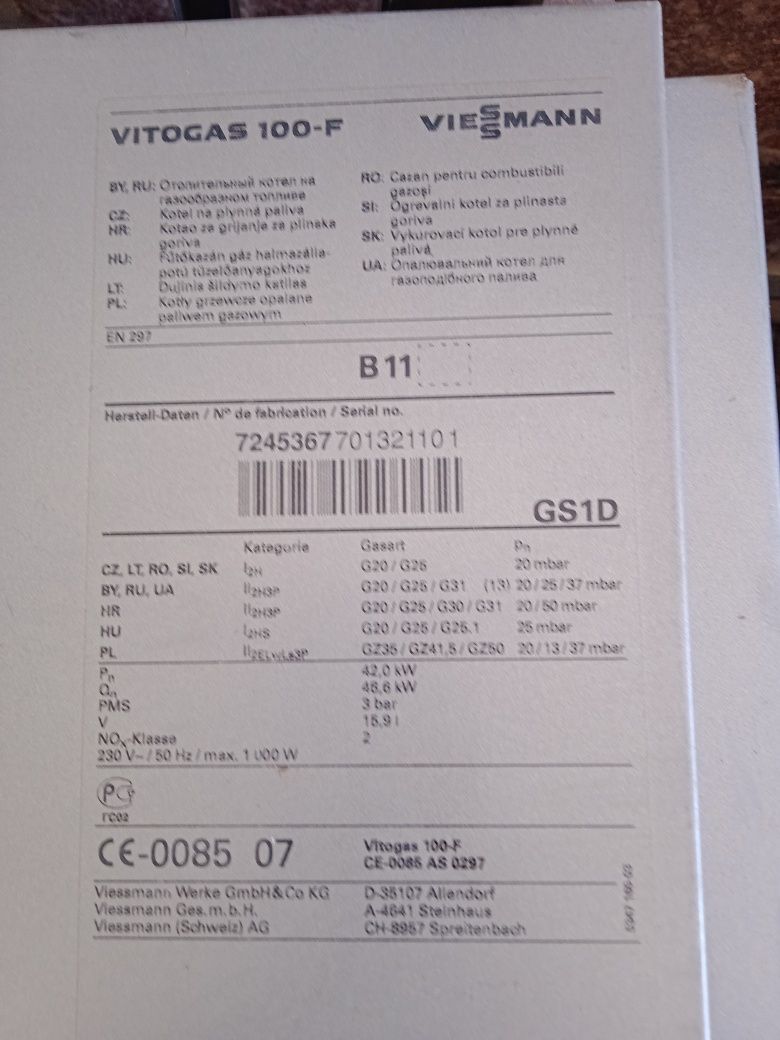 VITOGAS 100-F
VIESSMANN
BY, RU: Отопительный котел на
газообразном топливе
CZ: Kotel na plynná paliva
HR: Kotao za grijanje za plinska
goriva
HU: Fűtőkazán gáz halmazálla-
potú tüzelőanyagokhoz
LT: Dujinis šildymo katilas
PL: Kotły grzewcze opalane
paliwem gazowym
RO: Cazan pentru combustibili
gazoşi
SI: Ogrevalni kotel za plinasta
goriva
SK: Vykurovací kotol pre plynné
palivá
UA: Опалювальний котел для
газоподібного палива
EN 297
B 11
Herstell-Daten / N° de fabrication / Serial no.
7245367701321101
GS1D
Kategorie Gasart Pn
CZ, LT, RO, SI, SK I2H G20 / G25 20 mbar
BY, RU, UA II2H3P G20 / G25 / G31 (13) 20 / 25 / 37 mbar
HR II2H3P G20 / G25 / G30 / G31 20 / 50 mbar
HU I2HS G20 / G25 / G25.1 25 mbar
PL II2ELwLs3P GZ35 / GZ41,5 / GZ50 20 / 13 / 37 mbar
Pn 42,0 kW
Qn 46,6 kW
PMS 3 bar
V 15,9 l
NOx-Klasse 2
230 V~ / 50 Hz / max. 1000 W
РСТ
ГС02
CE-0085 07
Vitogas 100-F
CE-0085 AS 0297
Viessmann Werke GmbH & Co KG D-35107 Allendorf
Viessmann Ges.m.b.H. A-4641 Steinhaus
Viessmann (Schweiz) AG CH-8957 Spreitenbach